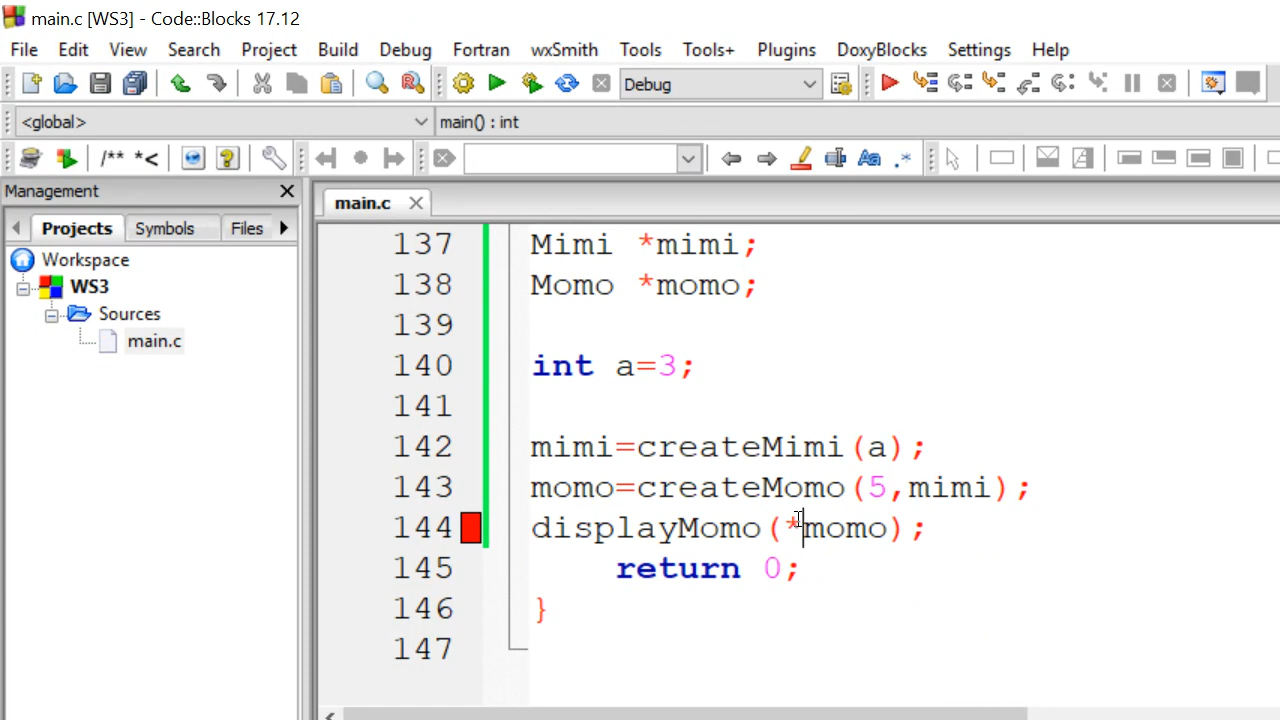 main.c [WS3] - Code::Blocks 17.12
File Edit View Search Project Build Debug Fortran wxSmith Tools Tools+ Plugins DoxyBlocks Settings Help
Debug
<global> main() : int
/** *<
Aa .*
Management
Projects Symbols Files
main.c
Workspace
WS3
Sources
main.c
137 Mimi *mimi;
138 Momo *momo;
139
140 int a=3;
141
142 mimi=createMimi(a);
143 momo=createMomo(5,mimi);
144 displayMomo(*momo);
145 return 0;
146 }
147